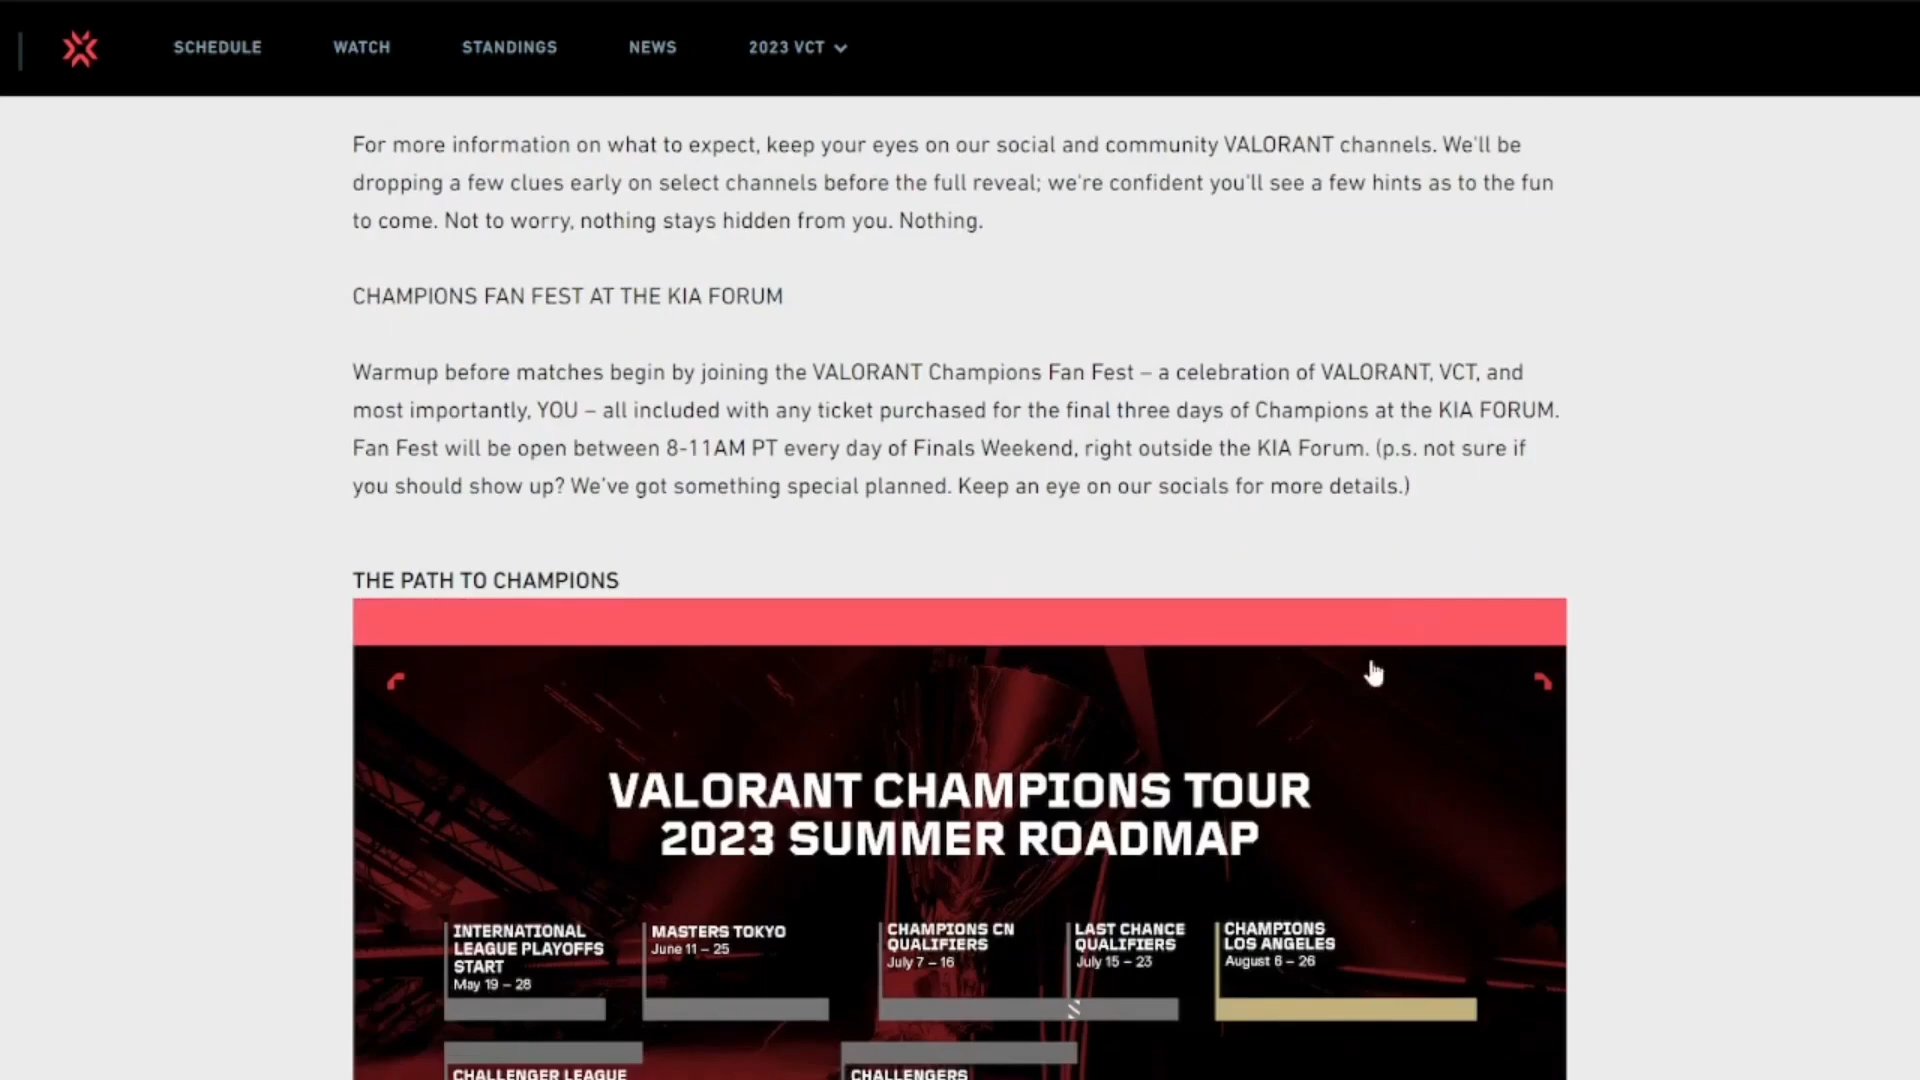 SCHEDULE WATCH STANDINGS NEWS 2023 VCT
For more information on what to expect, keep your eyes on our social and community VALORANT channels. We'll be
dropping a few clues early on select channels before the full reveal; we're confident you'll see a few hints as to the fun
to come. Not to worry, nothing stays hidden from you. Nothing.
CHAMPIONS FAN FEST AT THE KIA FORUM
Warmup before matches begin by joining the VALORANT Champions Fan Fest – a celebration of VALORANT, VCT, and
most importantly, YOU – all included with any ticket purchased for the final three days of Champions at the KIA FORUM.
Fan Fest will be open between 8-11AM PT every day of Finals Weekend, right outside the KIA Forum. (p.s. not sure if
you should show up? We've got something special planned. Keep an eye on our socials for more details.)
THE PATH TO CHAMPIONS
VALORANT CHAMPIONS TOUR
2023 SUMMER ROADMAP
INTERNATIONAL
LEAGUE PLAYOFFS
START
May 19 – 28
MASTERS TOKYO
June 11 – 25
CHAMPIONS CN
QUALIFIERS
July 7 – 16
LAST CHANCE
QUALIFIERS
July 15 – 23
CHAMPIONS
LOS ANGELES
August 6 – 26
CHALLENGER LEAGUE
CHALLENGERS